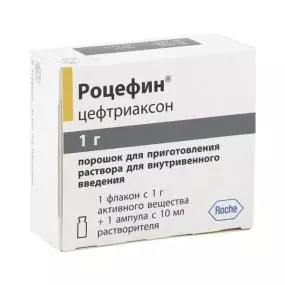 Роцефин®
цефтриаксон
1 г
порошок для приготовления
раствора для внутривенного
введения
1 флакон с 1 г
активного вещества
+ 1 ампула с 10 мл
растворителя
Roche